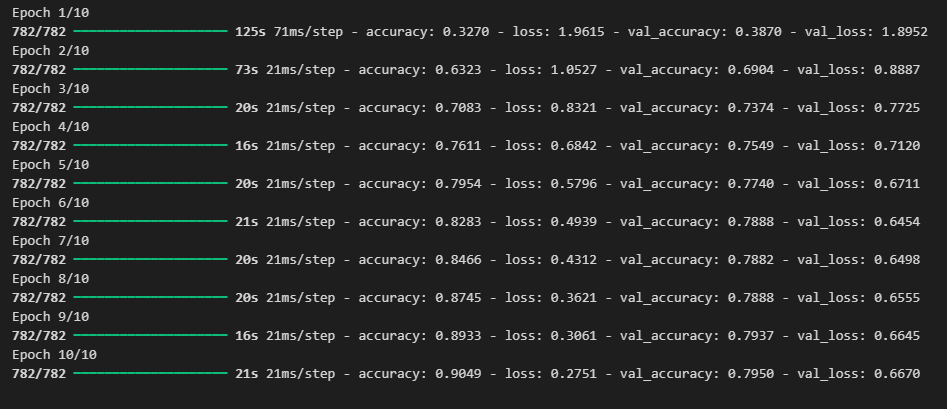 Epoch 1/10
782/782 ━━━━━━━━━━━━━━━━━━━━ 125s 71ms/step - accuracy: 0.3270 - loss: 1.9615 - val_accuracy: 0.3870 - val_loss: 1.8952
Epoch 2/10
782/782 ━━━━━━━━━━━━━━━━━━━━ 73s 21ms/step - accuracy: 0.6323 - loss: 1.0527 - val_accuracy: 0.6904 - val_loss: 0.8887
Epoch 3/10
782/782 ━━━━━━━━━━━━━━━━━━━━ 20s 21ms/step - accuracy: 0.7083 - loss: 0.8321 - val_accuracy: 0.7374 - val_loss: 0.7725
Epoch 4/10
782/782 ━━━━━━━━━━━━━━━━━━━━ 16s 21ms/step - accuracy: 0.7611 - loss: 0.6842 - val_accuracy: 0.7549 - val_loss: 0.7120
Epoch 5/10
782/782 ━━━━━━━━━━━━━━━━━━━━ 20s 21ms/step - accuracy: 0.7954 - loss: 0.5796 - val_accuracy: 0.7740 - val_loss: 0.6711
Epoch 6/10
782/782 ━━━━━━━━━━━━━━━━━━━━ 21s 21ms/step - accuracy: 0.8283 - loss: 0.4939 - val_accuracy: 0.7888 - val_loss: 0.6454
Epoch 7/10
782/782 ━━━━━━━━━━━━━━━━━━━━ 20s 21ms/step - accuracy: 0.8466 - loss: 0.4312 - val_accuracy: 0.7882 - val_loss: 0.6498
Epoch 8/10
782/782 ━━━━━━━━━━━━━━━━━━━━ 20s 21ms/step - accuracy: 0.8745 - loss: 0.3621 - val_accuracy: 0.7888 - val_loss: 0.6555
Epoch 9/10
782/782 ━━━━━━━━━━━━━━━━━━━━ 16s 21ms/step - accuracy: 0.8933 - loss: 0.3061 - val_accuracy: 0.7937 - val_loss: 0.6645
Epoch 10/10
782/782 ━━━━━━━━━━━━━━━━━━━━ 21s 21ms/step - accuracy: 0.9049 - loss: 0.2751 - val_accuracy: 0.7950 - val_loss: 0.6670